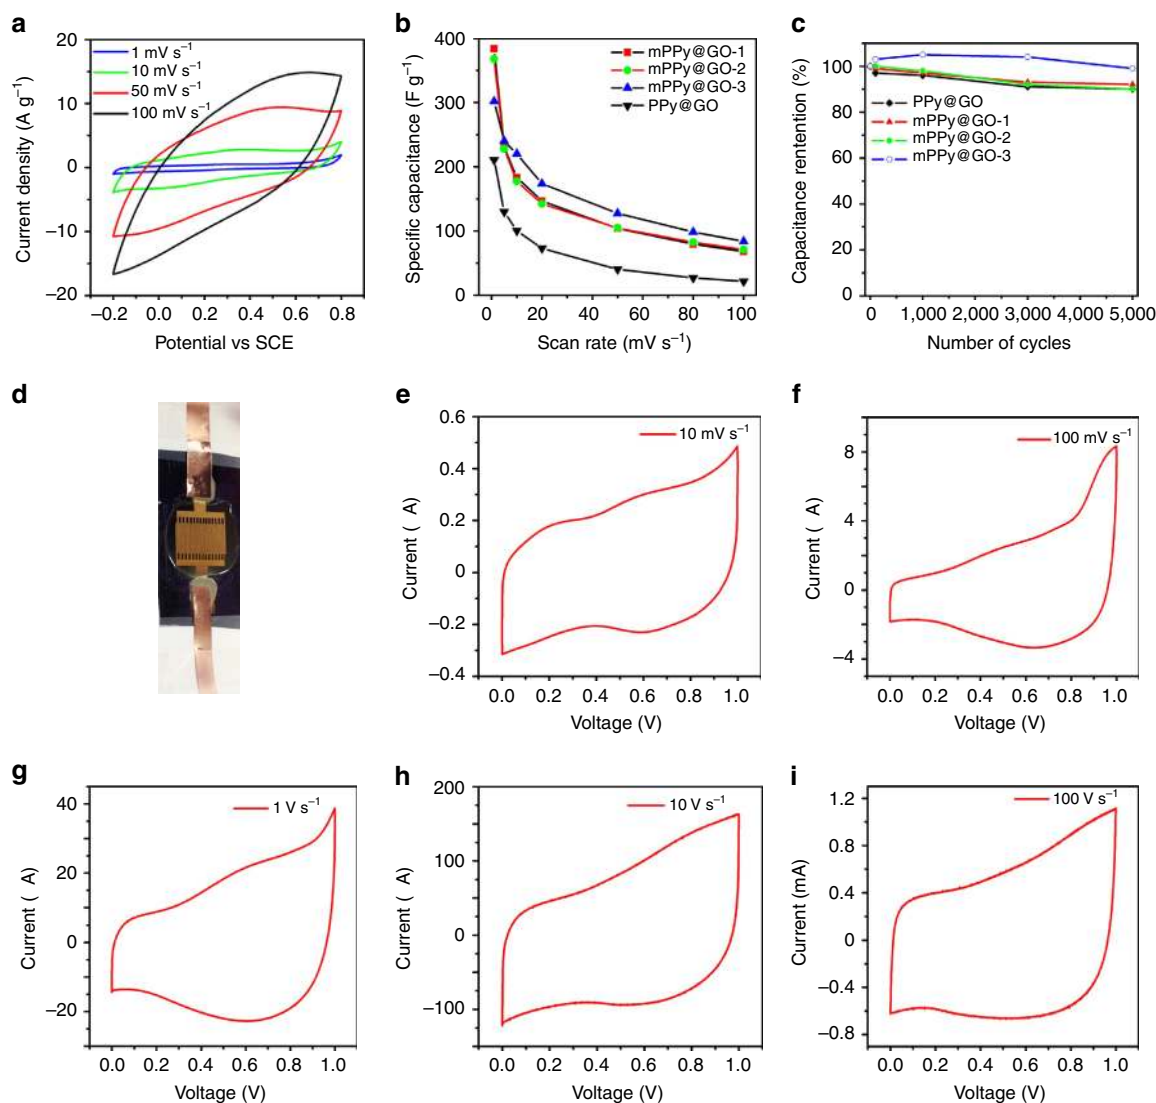 a
20
10
0
–10
–20
–0.2
0.0
0.2
0.4
0.6
0.8
Current density (A g⁻¹)
Potential vs SCE
1 mV s⁻¹
10 mV s⁻¹
50 mV s⁻¹
100 mV s⁻¹
b
400
300
200
100
0
0
20
40
60
80
100
Specific capacitance (F g⁻¹)
Scan rate (mV s⁻¹)
mPPy@GO-1
mPPy@GO-2
mPPy@GO-3
PPy@GO
c
100
80
60
40
20
0
0
1,000
2,000
3,000
4,000
5,000
Capacitance rentention (%)
Number of cycles
PPy@GO
mPPy@GO-1
mPPy@GO-2
mPPy@GO-3
d
e
0.6
0.4
0.2
0
–0.2
–0.4
0.0
0.2
0.4
0.6
0.8
1.0
Current ( A)
Voltage (V)
10 mV s⁻¹
f
8
4
0
–4
0.0
0.2
0.4
0.6
0.8
1.0
Current ( A)
Voltage (V)
100 mV s⁻¹
g
40
20
0
–20
0.0
0.2
0.4
0.6
0.8
1.0
Current ( A)
Voltage (V)
1 V s⁻¹
h
200
100
0
–100
0.0
0.2
0.4
0.6
0.8
1.0
Current ( A)
Voltage (V)
10 V s⁻¹
i
1.2
0.8
0.4
0
–0.4
–0.8
0.0
0.2
0.4
0.6
0.8
1.0
Current (mA)
Voltage (V)
100 V s⁻¹